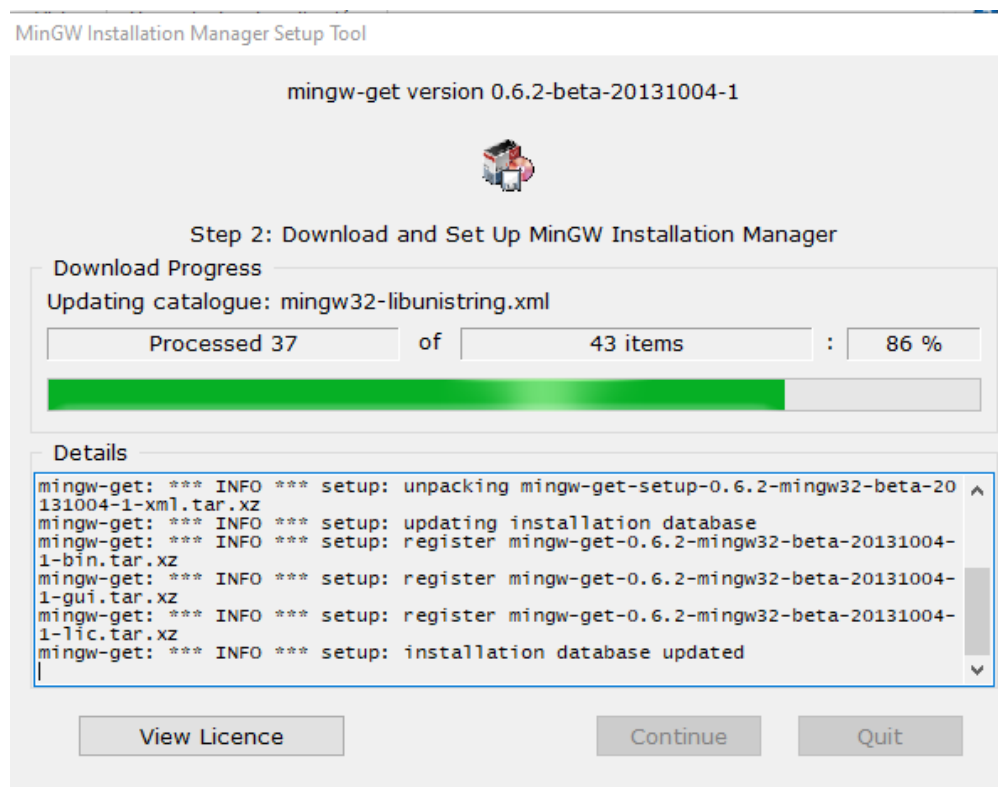 MinGW Installation Manager Setup Tool
mingw-get version 0.6.2-beta-20131004-1
Step 2: Download and Set Up MinGW Installation Manager
Download Progress
Updating catalogue: mingw32-libunistring.xml
Processed 37 of 43 items : 86 %
Details
mingw-get: *** INFO *** setup: unpacking mingw-get-setup-0.6.2-mingw32-beta-20
131004-1-xml.tar.xz
mingw-get: *** INFO *** setup: updating installation database
mingw-get: *** INFO *** setup: register mingw-get-0.6.2-mingw32-beta-20131004-
1-bin.tar.xz
mingw-get: *** INFO *** setup: register mingw-get-0.6.2-mingw32-beta-20131004-
1-gui.tar.xz
mingw-get: *** INFO *** setup: register mingw-get-0.6.2-mingw32-beta-20131004-
1-lic.tar.xz
mingw-get: *** INFO *** setup: installation database updated
View Licence Continue Quit